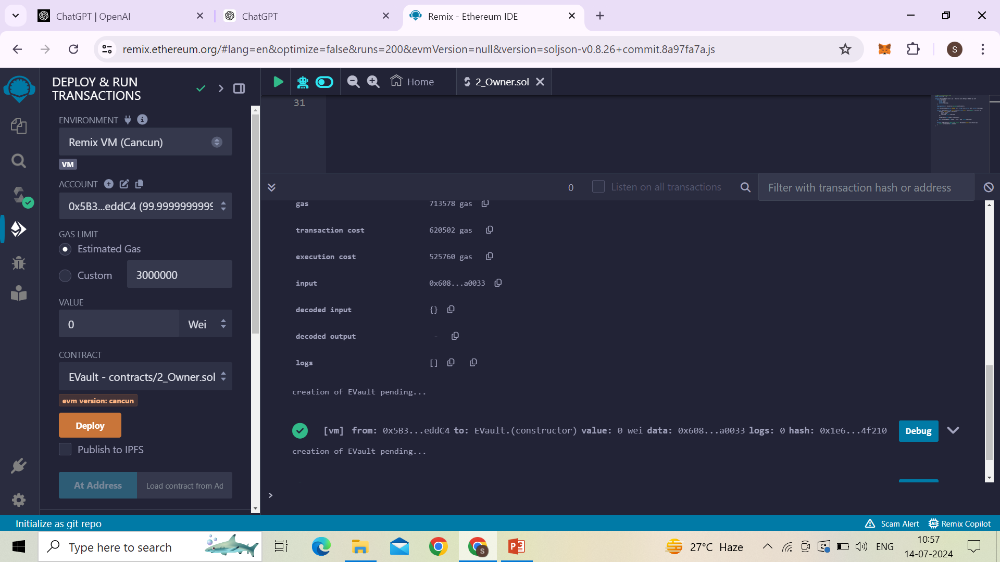 ChatGPT | OpenAI
ChatGPT
Remix - Ethereum IDE
remix.ethereum.org/#lang=en&optimize=false&runs=200&evmVersion=null&version=soljson-v0.8.26+commit.8a97fa7a.js
S
DEPLOY & RUN
TRANSACTIONS
ENVIRONMENT
Remix VM (Cancun)
VM
ACCOUNT
0x5B3...eddC4 (99.9999999999
GAS LIMIT
Estimated Gas
Custom
3000000
VALUE
0
Wei
CONTRACT
EVault - contracts/2_Owner.sol
evm version: cancun
Deploy
Publish to IPFS
At Address
Load contract from Ad
Home
2_Owner.sol
31
0
Listen on all transactions
Filter with transaction hash or address
gas 713578 gas
transaction cost 620502 gas
execution cost 525760 gas
input 0x608...a0033
decoded input {}
decoded output -
logs []
creation of EVault pending...
[vm] from: 0x5B3...eddC4 to: EVault.(constructor) value: 0 wei data: 0x608...a0033 logs: 0 hash: 0x1e6...4f210
Debug
creation of EVault pending...
>
Initialize as git repo
Scam Alert
Remix Copilot
Type here to search
27°C Haze
ENG
10:57
14-07-2024